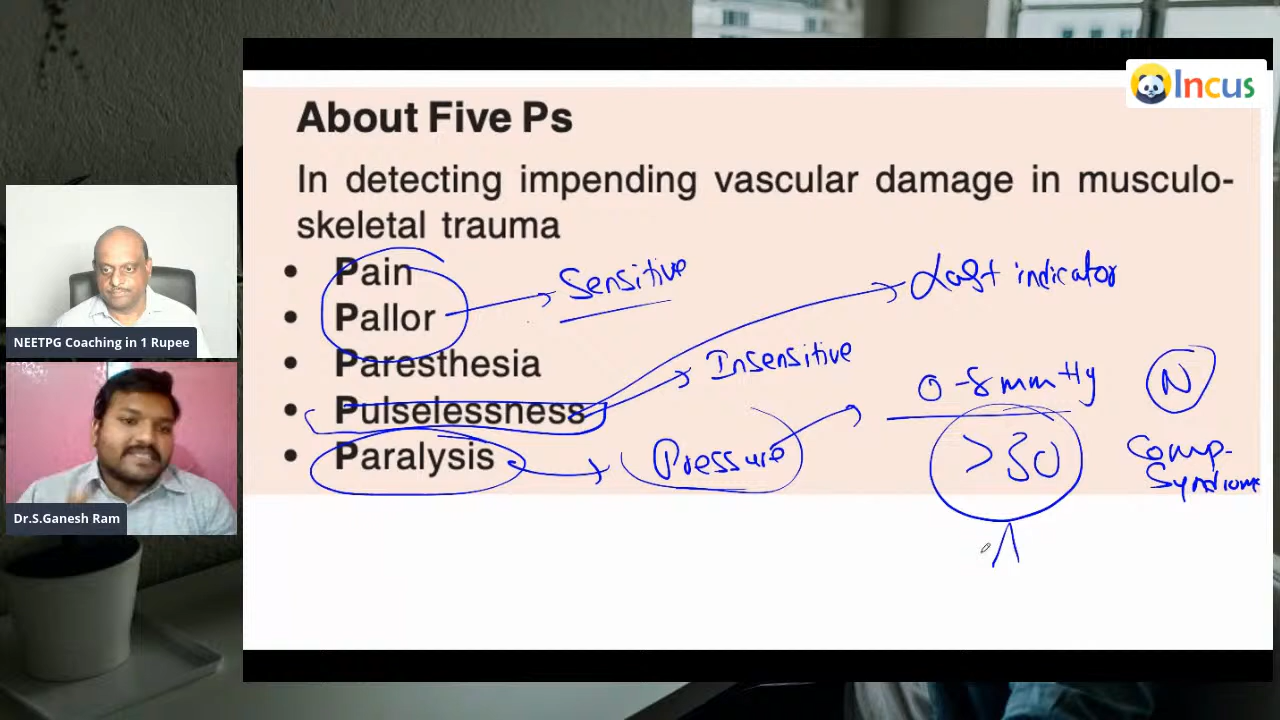 Incus
About Five Ps
In detecting impending vascular damage in musculo-
skeletal trauma
• Pain
• Pallor
Sensitive
Last indicator
• Paresthesia
Insensitive
• Pulselessness
0-8 mm Hg
N
• Paralysis
Pressure
>30
Comp.
Syndrome
NEETPG Coaching in 1 Rupee
Dr.S.Ganesh Ram